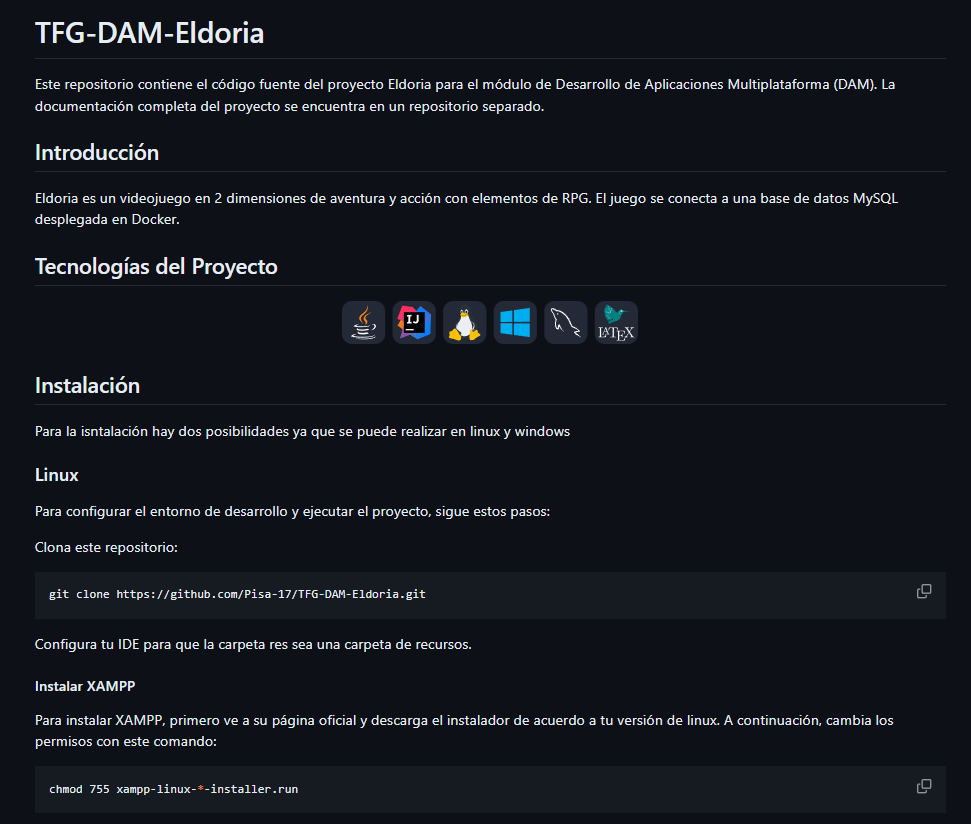 TFG-DAM-Eldoria
Este repositorio contiene el código fuente del proyecto Eldoria para el módulo de Desarrollo de Aplicaciones Multiplataforma (DAM). La
documentación completa del proyecto se encuentra en un repositorio separado.
Introducción
Eldoria es un videojuego en 2 dimensiones de aventura y acción con elementos de RPG. El juego se conecta a una base de datos MySQL
desplegada en Docker.
Tecnologías del Proyecto
IJ
LATEX
Instalación
Para la isntalación hay dos posibilidades ya que se puede realizar en linux y windows
Linux
Para configurar el entorno de desarrollo y ejecutar el proyecto, sigue estos pasos:
Clona este repositorio:
git clone https://github.com/Pisa-17/TFG-DAM-Eldoria.git
Configura tu IDE para que la carpeta res sea una carpeta de recursos.
Instalar XAMPP
Para instalar XAMPP, primero ve a su página oficial y descarga el instalador de acuerdo a tu versión de linux. A continuación, cambia los
permisos con este comando:
chmod 755 xampp-linux-*-installer.run